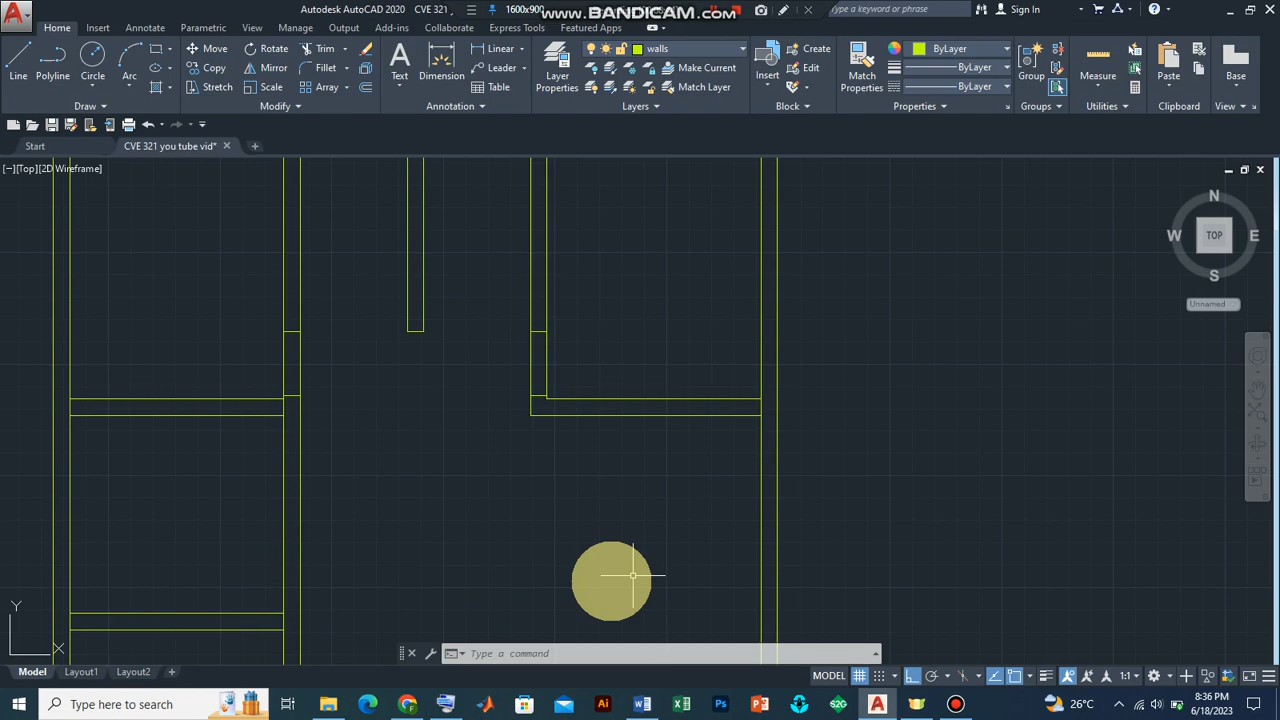 Autodesk AutoCAD 2020 CVE 321 1600x900 www.BANDICAM.com Type a keyword or phrase Sign In
Home Insert Annotate Parametric View Manage Output Add-ins Collaborate Express Tools Featured Apps
Move Rotate Trim Linear walls Create ByLayer
Line Polyline Circle Arc Copy Mirror Fillet Text Dimension Leader Layer Properties Make Current Insert Edit Match Properties ByLayer Group Measure Paste Base
Stretch Scale Array Table Match Layer ByLayer
Draw Modify Annotation Layers Block Properties Groups Utilities Clipboard View
Start CVE 321 you tube vid*
[−][Top][2D Wireframe]
N
W TOP E
S
Unnamed
Y
X
Type a command
Model Layout1 Layout2 MODEL 1:1
Type here to search 26°C 8:36 PM
6/18/2023